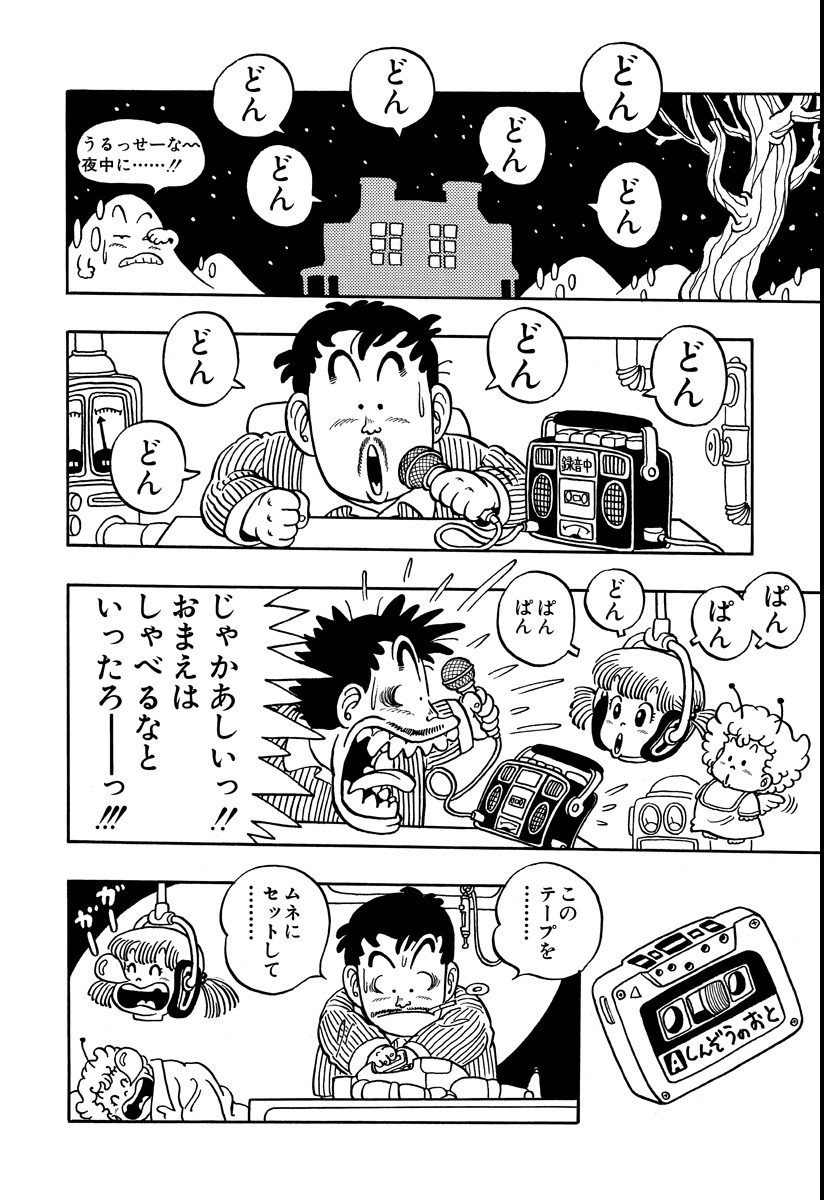 どん
どん
どん
どん
どん
どん
うるっせーな〜
夜中に……!!
どん
どん
どん
どん
録音中
ぱん
ぱん
どん
ぱん
ぱん
じゃかあしいっ!!
おまえは
しゃべるなと
いったろ――っ!!!
A しんぞうのおと
この
テープを
…………
ムネに
セットして
…………
ガー
ガー